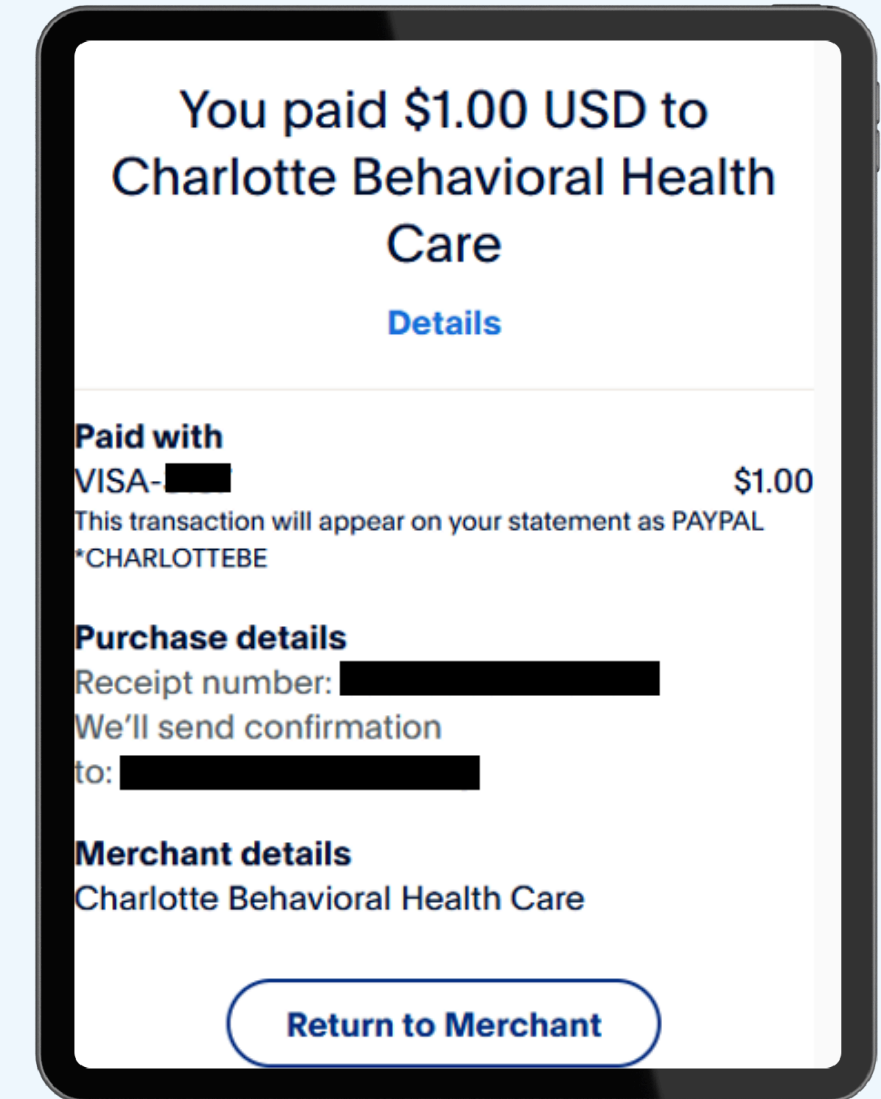 You paid $1.00 USD to
Charlotte Behavioral Health
Care
Details
Paid with
VISA-
$1.00
This transaction will appear on your statement as PAYPAL
*CHARLOTTEBE
Purchase details
Receipt number:
We'll send confirmation
to:
Merchant details
Charlotte Behavioral Health Care
Return to Merchant